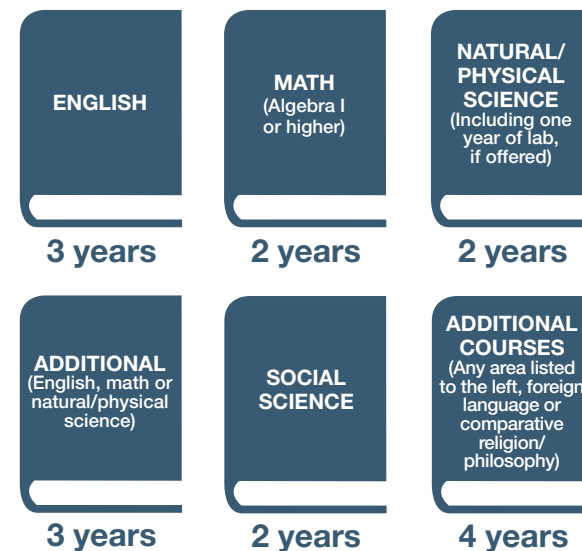 ENGLISH
3 years
MATH
(Algebra I
or higher)
2 years
NATURAL/
PHYSICAL
SCIENCE
(Including one
year of lab,
if offered)
2 years
ADDITIONAL
(English, math or
natural/physical
science)
3 years
SOCIAL
SCIENCE
2 years
ADDITIONAL
COURSES
(Any area listed
to the left, foreign
language or
comparative
religion/
philosophy)
4 years